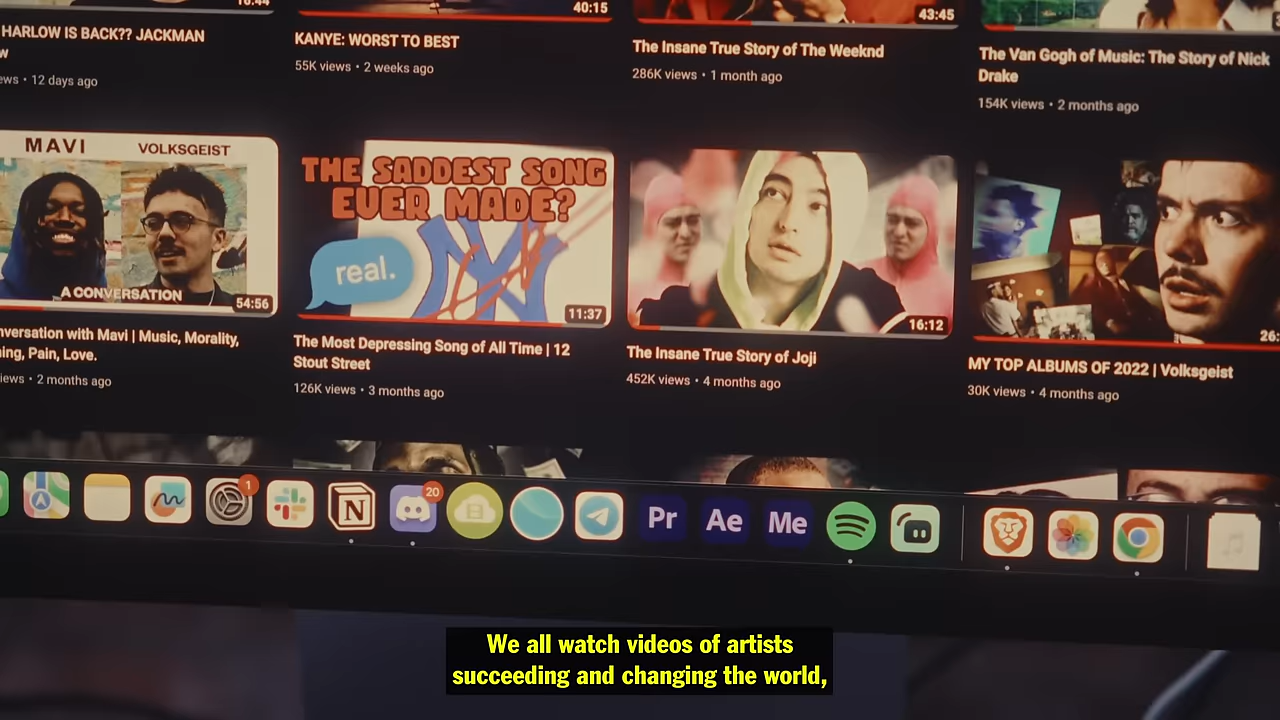 16:44
40:15
43:45
HARLOW IS BACK?? JACKMAN
KANYE: WORST TO BEST
The Insane True Story of The Weeknd
The Van Gogh of Music: The Story of Nick
Drake
12 days ago
55K views • 2 weeks ago
286K views • 1 month ago
154K views • 2 months ago
MAVI
VOLKSGEIST
A CONVERSATION
54:56
THE SADDEST SONG
EVER MADE?
real.
11:37
16:12
26:
nversation with Mavi | Music, Morality,
ing, Pain, Love.
iews • 2 months ago
The Most Depressing Song of All Time | 12
Stout Street
126K views • 3 months ago
The Insane True Story of Joji
452K views • 4 months ago
MY TOP ALBUMS OF 2022 | Volksgeist
30K views • 4 months ago
1
N
20
Pr
Ae
Me
We all watch videos of artists
succeeding and changing the world,